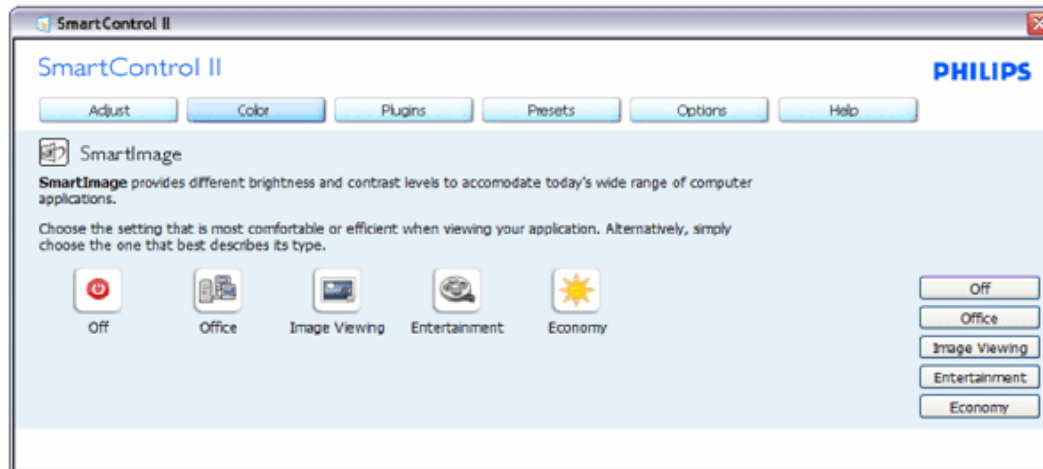 SmartControl II
SmartControl II
PHILIPS
Adjust
Color
Plugins
Presets
Options
Help
SmartImage
SmartImage provides different brightness and contrast levels to accomodate today's wide range of computer
applications.
Choose the setting that is most comfortable or efficient when viewing your application. Alternatively, simply
choose the one that best describes its type.
Off
Office
Image Viewing
Entertainment
Economy
Off
Office
Image Viewing
Entertainment
Economy